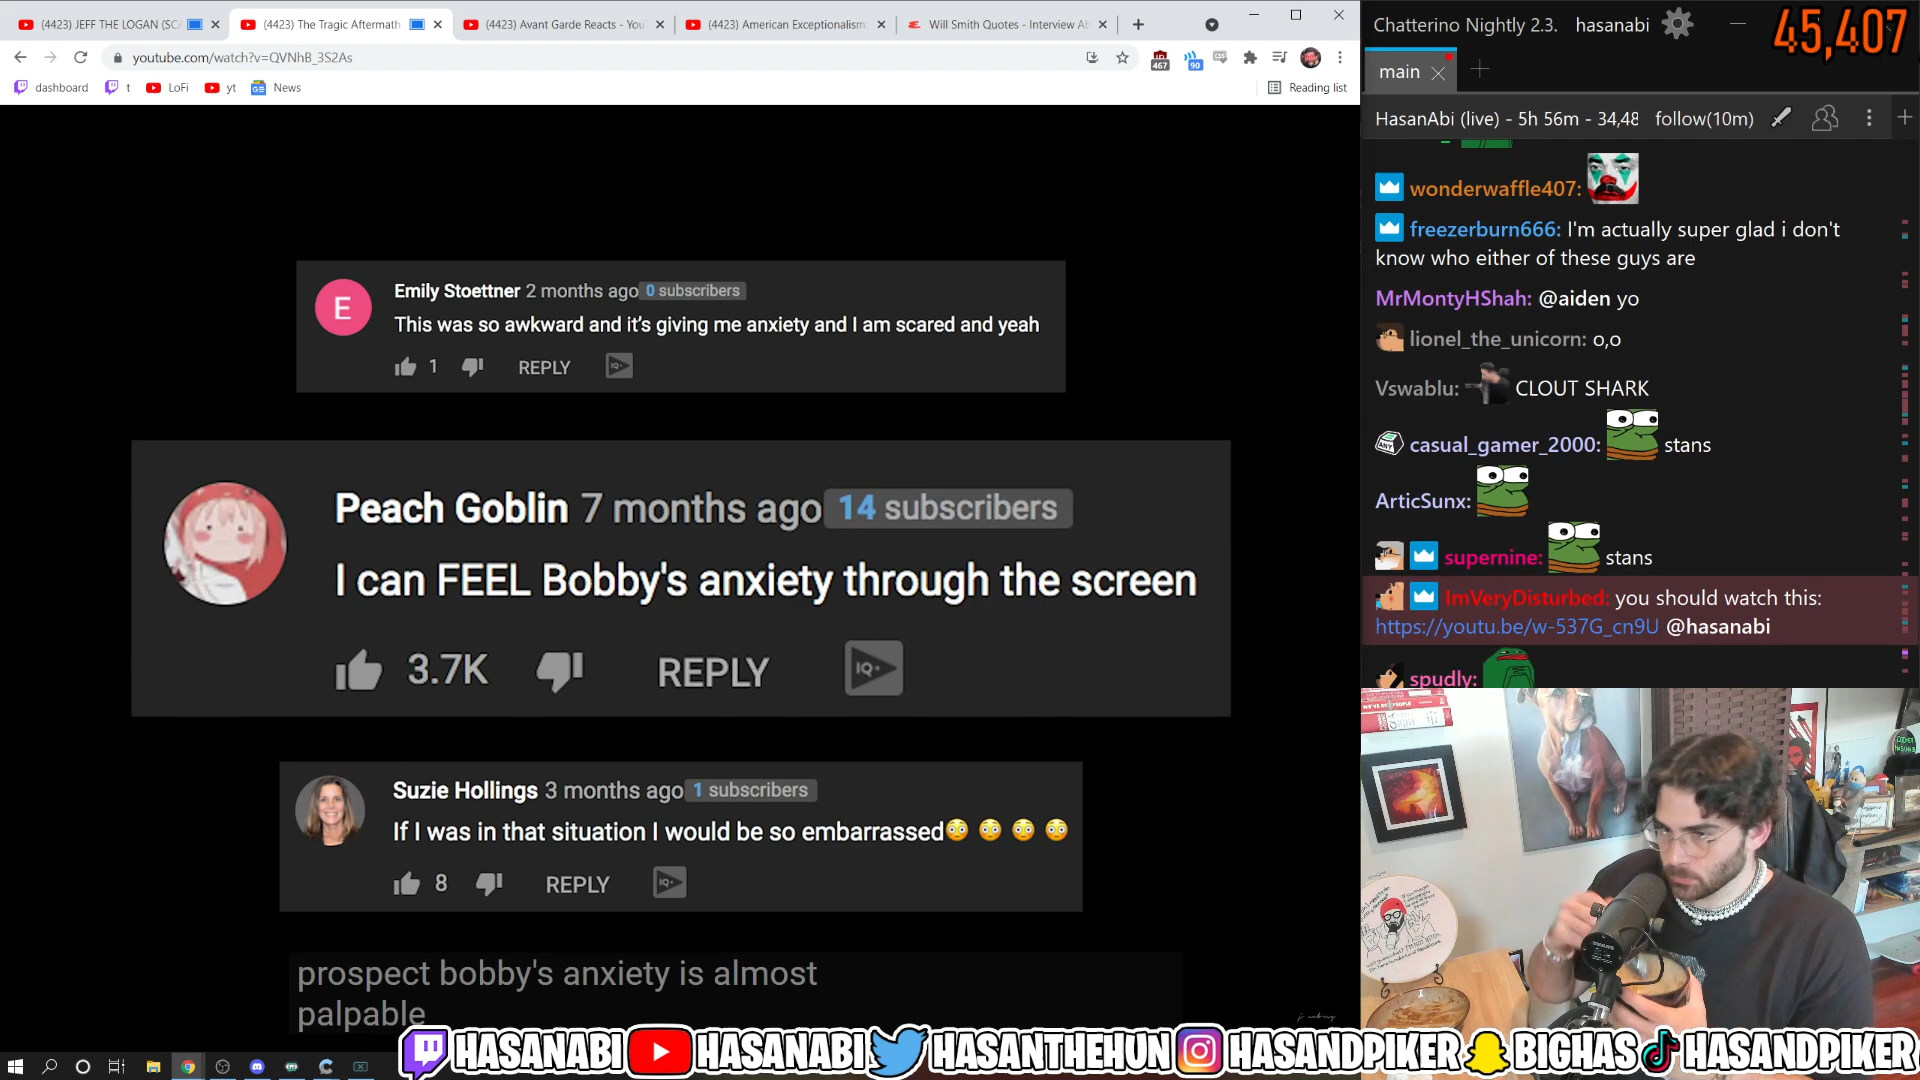 (4423) JEFF THE LOGAN (SCA
(4423) The Tragic Aftermath
(4423) Avant Garde Reacts - You
(4423) American Exceptionalism
Will Smith Quotes - Interview Ab
youtube.com/watch?v=QVNhB_3S2As
467
90
dashboard
t
LoFi
yt
News
Reading list
E
Emily Stoettner 2 months ago 0 subscribers
This was so awkward and it's giving me anxiety and I am scared and yeah
1 REPLY IQ
Peach Goblin 7 months ago 14 subscribers
I can FEEL Bobby's anxiety through the screen
3.7K REPLY IQ
Suzie Hollings 3 months ago 1 subscribers
If I was in that situation I would be so embarrassed😳 😳 😳 😳
8 REPLY IQ
prospect bobby's anxiety is almost
palpable
Chatterino Nightly 2.3. hasanabi
45,407
main
HasanAbi (live) - 5h 56m - 34,48 follow(10m)
wonderwaffle407:
freezerburn666: I'm actually super glad i don't
know who either of these guys are
MrMontyHShah: @aiden yo
lionel_the_unicorn: o,o
Vswablu: CLOUT SHARK
casual_gamer_2000: stans
ArticSunx:
supernine: stans
ImVeryDisturbed: you should watch this:
https://youtu.be/w-537G_cn9U @hasanabi
spudly:
HASANABI HASANABI HASANTHEHUN HASANDPIKER BIGHAS HASANDPIKER